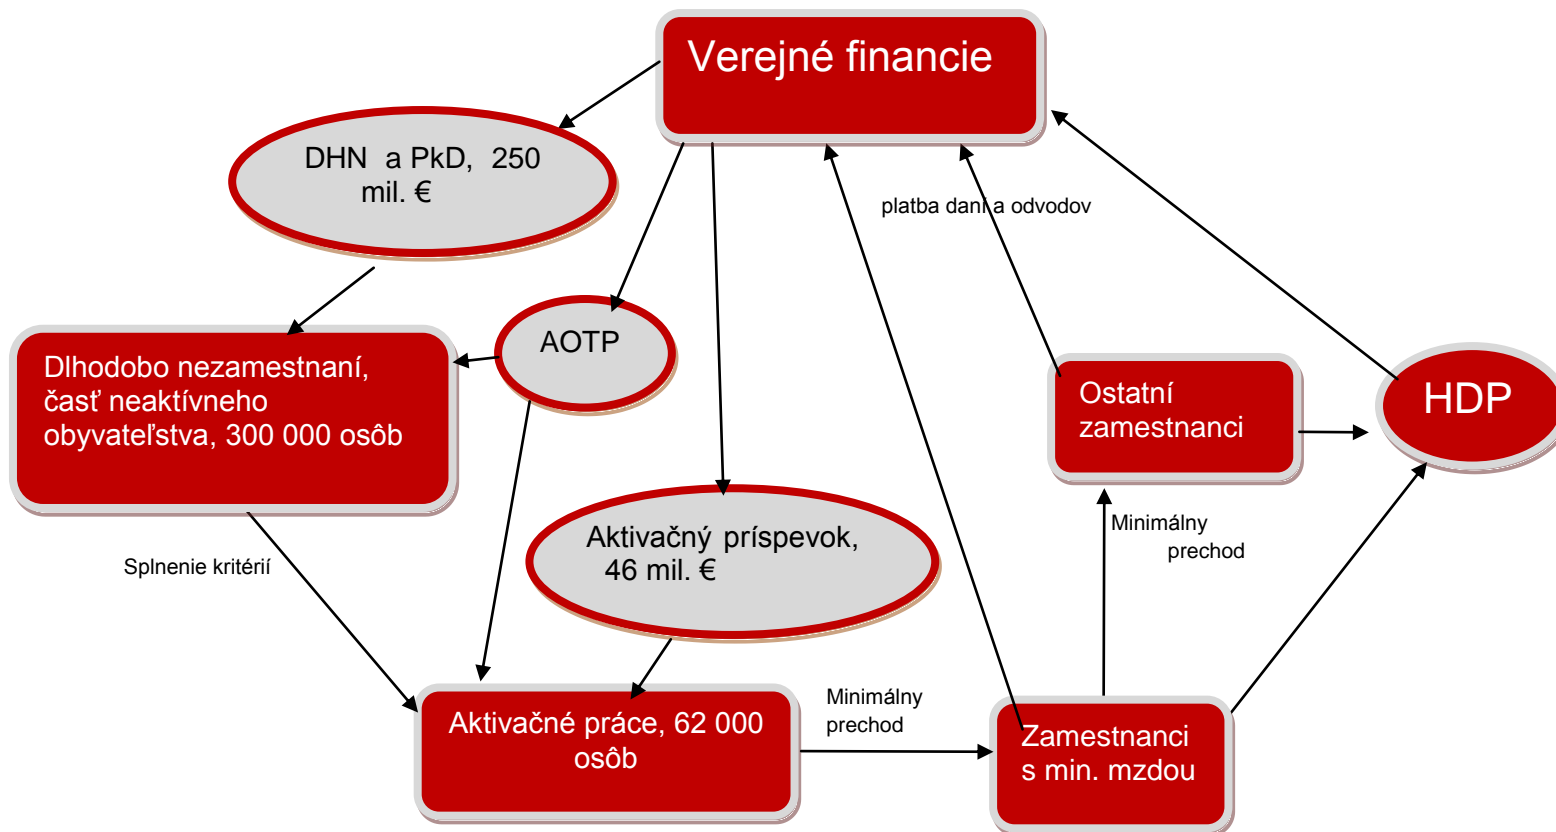 Verejné financie
DHN a PkD, 250
mil. €
platba daní a odvodov
AOTP
Dlhodobo nezamestnaní,
časť neaktívneho
obyvateľstva, 300 000 osôb
Ostatní
zamestnanci
HDP
Aktivačný príspevok,
46 mil. €
Minimálny
prechod
Splnenie kritérií
Aktivačné práce, 62 000
osôb
Minimálny
prechod
Zamestnanci
s min. mzdou